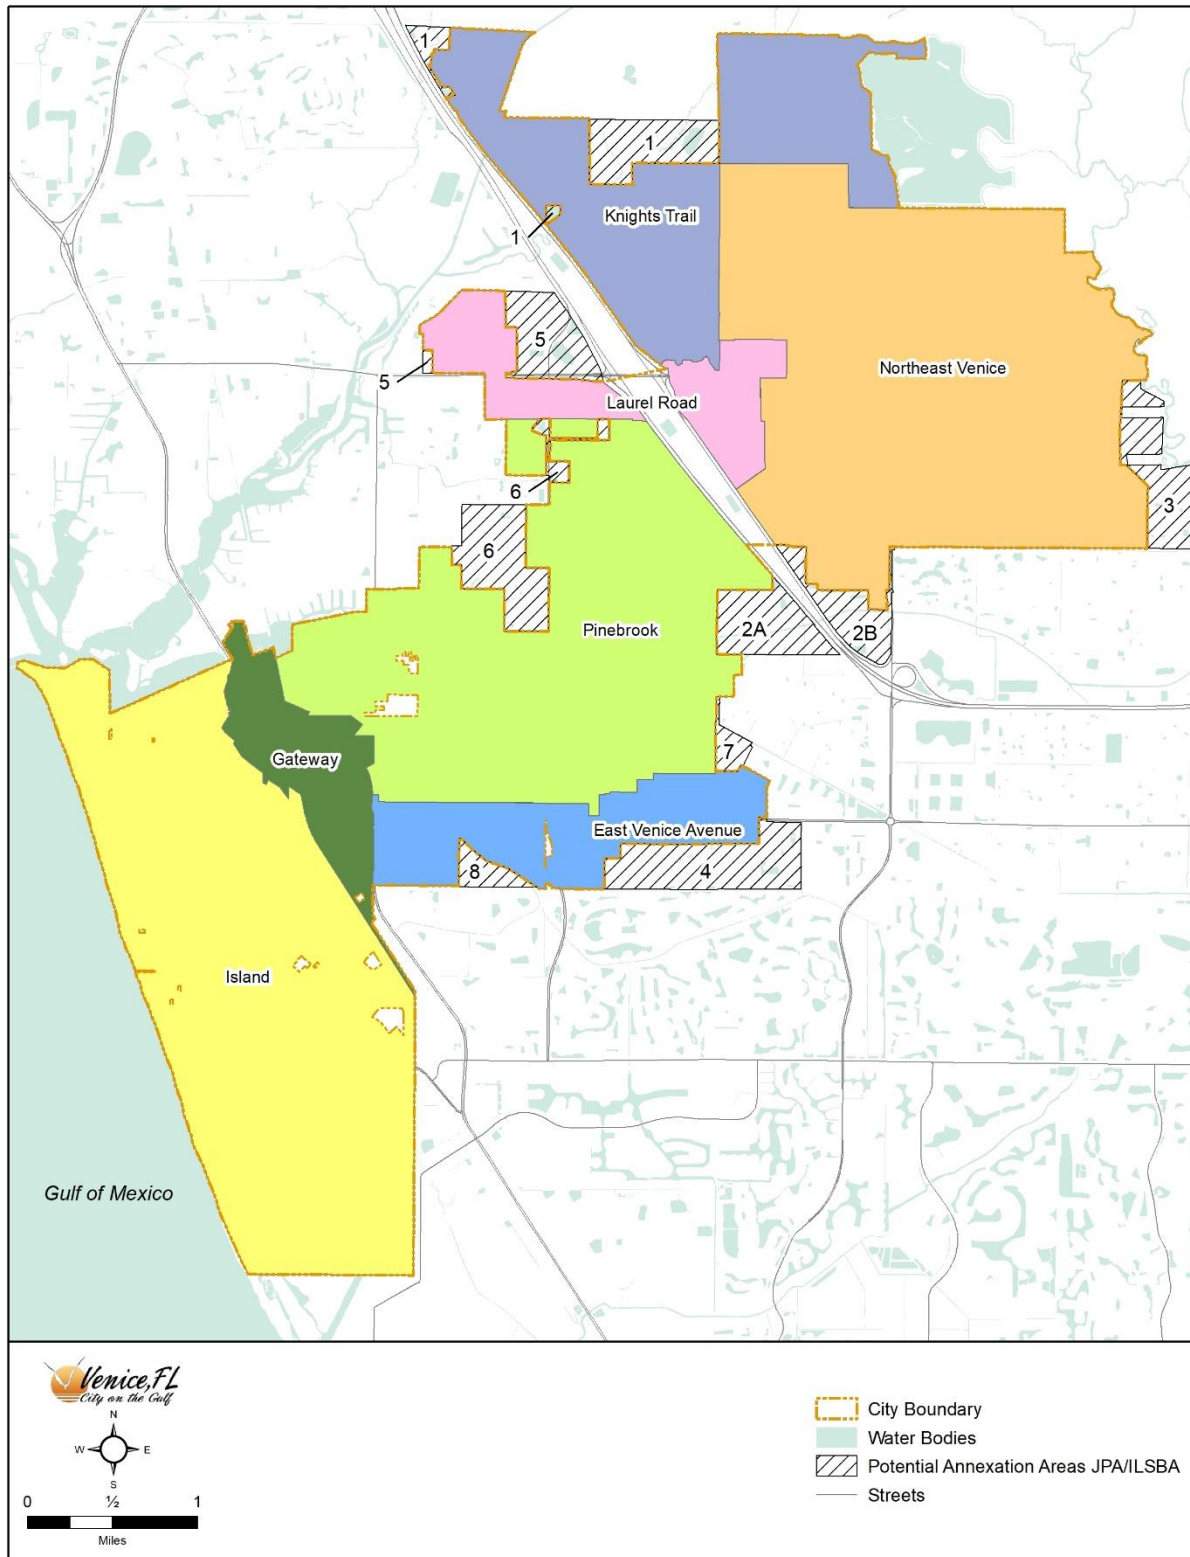 1
1
Knights Trail
1
5
Northeast Venice
5
Laurel Road
6
3
6
Pinebrook
2A
2B
7
Gateway
East Venice Avenue
8
4
Island
Gulf of Mexico
Venice, FL
City on the Gulf
N
W
E
S
0
½
1
Miles
City Boundary
Water Bodies
Potential Annexation Areas JPA/ILSBA
Streets